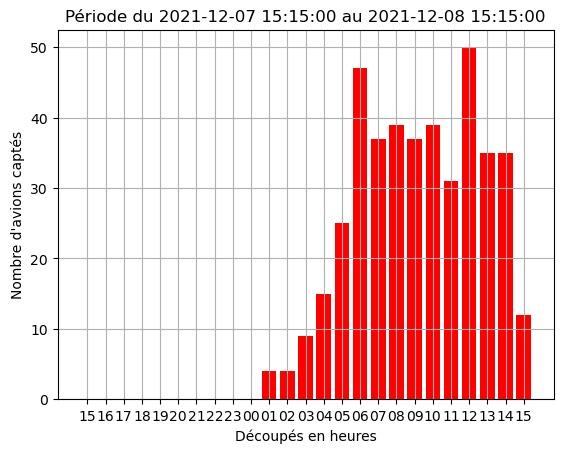 Période du 2021-12-07 15:15:00 au 2021-12-08 15:15:00
50
40
30
20
10
0
Nombre d'avions captés
15 16 17 18 19 20 21 22 23 00 01 02 03 04 05 06 07 08 09 10 11 12 13 14 15
Découpés en heures